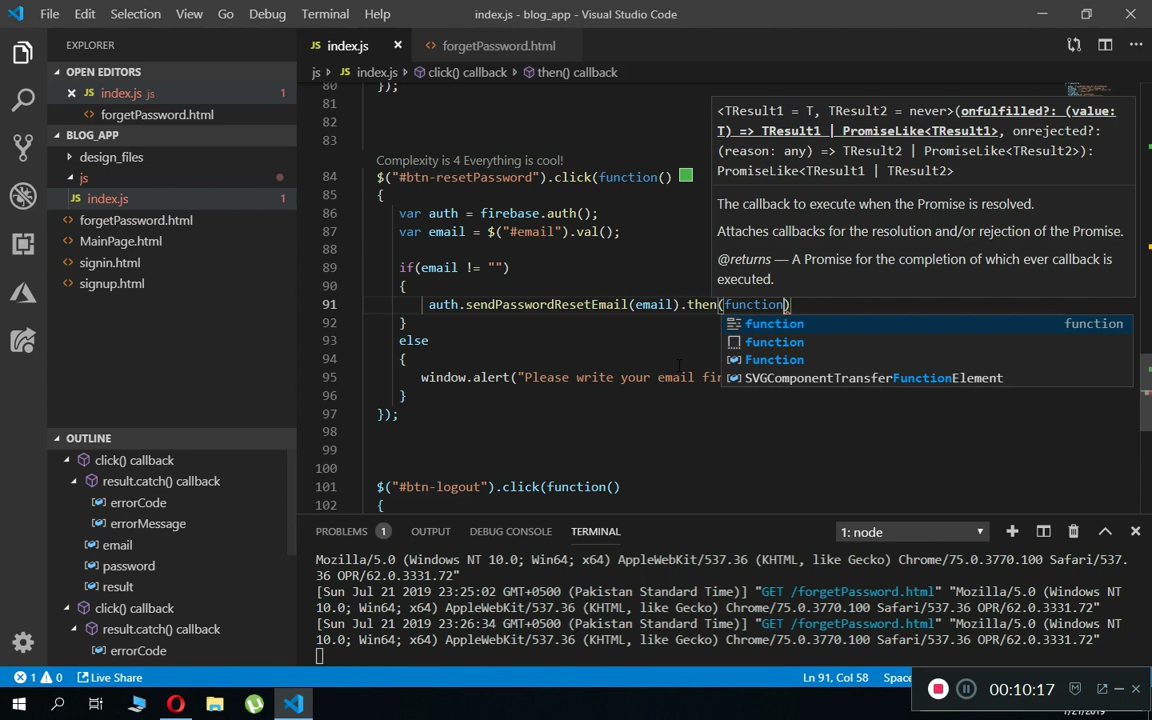 File Edit Selection View Go Debug Terminal Help index.js - blog_app - Visual Studio Code
EXPLORER
OPEN EDITORS
index.js js 1
forgetPassword.html
BLOG_APP
design_files
js
index.js 1
forgetPassword.html
MainPage.html
signin.html
signup.html
OUTLINE
click() callback
result.catch() callback
errorCode
errorMessage
email
password
result
click() callback
result.catch() callback
errorCode
JS index.js forgetPassword.html
js › JS index.js › click() callback › then() callback
80 });
81
82
83
Complexity is 4 Everything is cool!
84 $("#btn-resetPassword").click(function()
85 {
86 var auth = firebase.auth();
87 var email = $("#email").val();
88
89 if(email != "")
90 {
91 auth.sendPasswordResetEmail(email).then(function)
92 }
93 else
94 {
95 window.alert("Please write your email fir
96 }
97 });
98
99
100
101 $("#btn-logout").click(function()
102 {
<TResult1 = T, TResult2 = never>(onfulfilled?: (value:
T) => TResult1 | PromiseLike<TResult1>, onrejected?:
(reason: any) => TResult2 | PromiseLike<TResult2>):
PromiseLike<TResult1 | TResult2>
The callback to execute when the Promise is resolved.
Attaches callbacks for the resolution and/or rejection of the Promise.
@returns — A Promise for the completion of which ever callback is
executed.
function function
function
Function
SVGComponentTransferFunctionElement
PROBLEMS 1 OUTPUT DEBUG CONSOLE TERMINAL 1: node
Mozilla/5.0 (Windows NT 10.0; Win64; x64) AppleWebKit/537.36 (KHTML, like Gecko) Chrome/75.0.3770.100 Safari/537.
36 OPR/62.0.3331.72"
[Sun Jul 21 2019 23:25:02 GMT+0500 (Pakistan Standard Time)] "GET /forgetPassword.html" "Mozilla/5.0 (Windows NT
10.0; Win64; x64) AppleWebKit/537.36 (KHTML, like Gecko) Chrome/75.0.3770.100 Safari/537.36 OPR/62.0.3331.72"
[Sun Jul 21 2019 23:26:34 GMT+0500 (Pakistan Standard Time)] "GET /forgetPassword.html" "Mozilla/5.0 (Windows NT
10.0; Win64; x64) AppleWebKit/537.36 (KHTML, like Gecko) Chrome/75.0.3770.100 Safari/537.36 OPR/62.0.3331.72"
1 0 Live Share Ln 91, Col 58 Space
00:10:17
7/21/2019